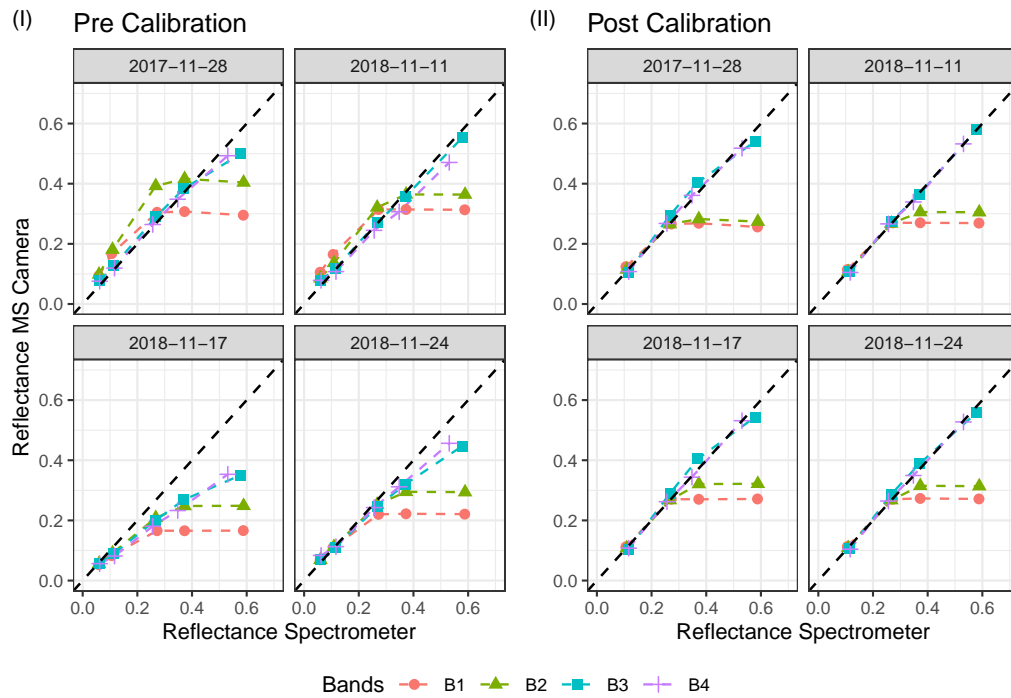 (I) Pre Calibration
(II) Post Calibration
2017−11−28 2018−11−11
2017−11−28 2018−11−11
0.6
0.4
0.2
0.0
0.6
0.4
0.2
0.0
2018−11−17 2018−11−24
2018−11−17 2018−11−24
0.6
0.4
0.2
0.0
0.6
0.4
0.2
0.0
0.0 0.2 0.4 0.6 0.0 0.2 0.4 0.6
0.0 0.2 0.4 0.6 0.0 0.2 0.4 0.6
Reflectance MS Camera
Reflectance Spectrometer
Reflectance Spectrometer
Bands B1 B2 B3 B4